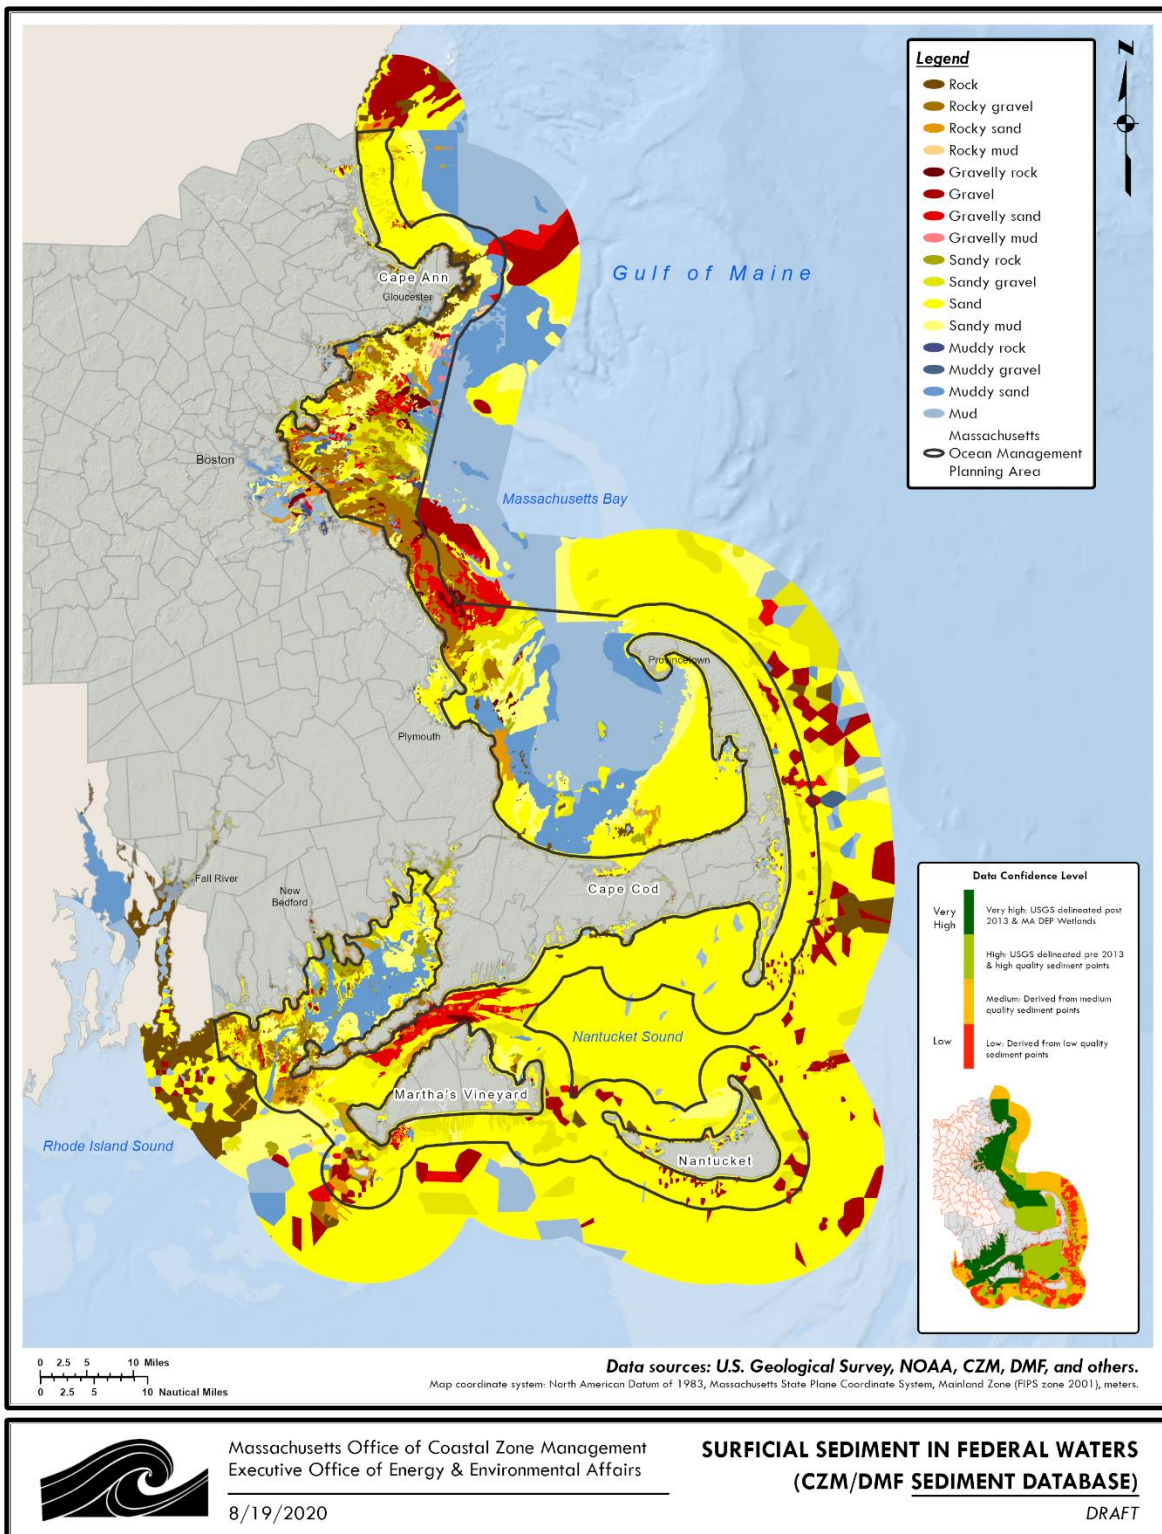 Legend
Rock
Rocky gravel
Rocky sand
Rocky mud
Gravelly rock
Gravel
Gravelly sand
Gravelly mud
Sandy rock
Sandy gravel
Sand
Sandy mud
Muddy rock
Muddy gravel
Muddy sand
Mud
Massachusetts
Ocean Management
Planning Area
N
Gulf of Maine
Cape Ann
Gloucester
Boston
Massachusetts Bay
Provincetown
Plymouth
Cape Cod
Fall River
New
Bedford
Nantucket Sound
Martha's Vineyard
Nantucket
Rhode Island Sound
Data Confidence Level
Very
High
Very high: USGS delineated post
2013 & MA DEP Wetlands
High: USGS delineated pre 2013
& high quality sediment points
Medium: Derived from medium
quality sediment points
Low
Low: Derived from low quality
sediment points
0 2.5 5 10 Miles
0 2.5 5 10 Nautical Miles
Data sources: U.S. Geological Survey, NOAA, CZM, DMF, and others.
Map coordinate system: North American Datum of 1983, Massachusetts State Plane Coordinate System, Mainland Zone (FIPS zone 2001), meters.
Massachusetts Office of Coastal Zone Management
Executive Office of Energy & Environmental Affairs
8/19/2020
SURFICIAL SEDIMENT IN FEDERAL WATERS
(CZM/DMF SEDIMENT DATABASE)
DRAFT